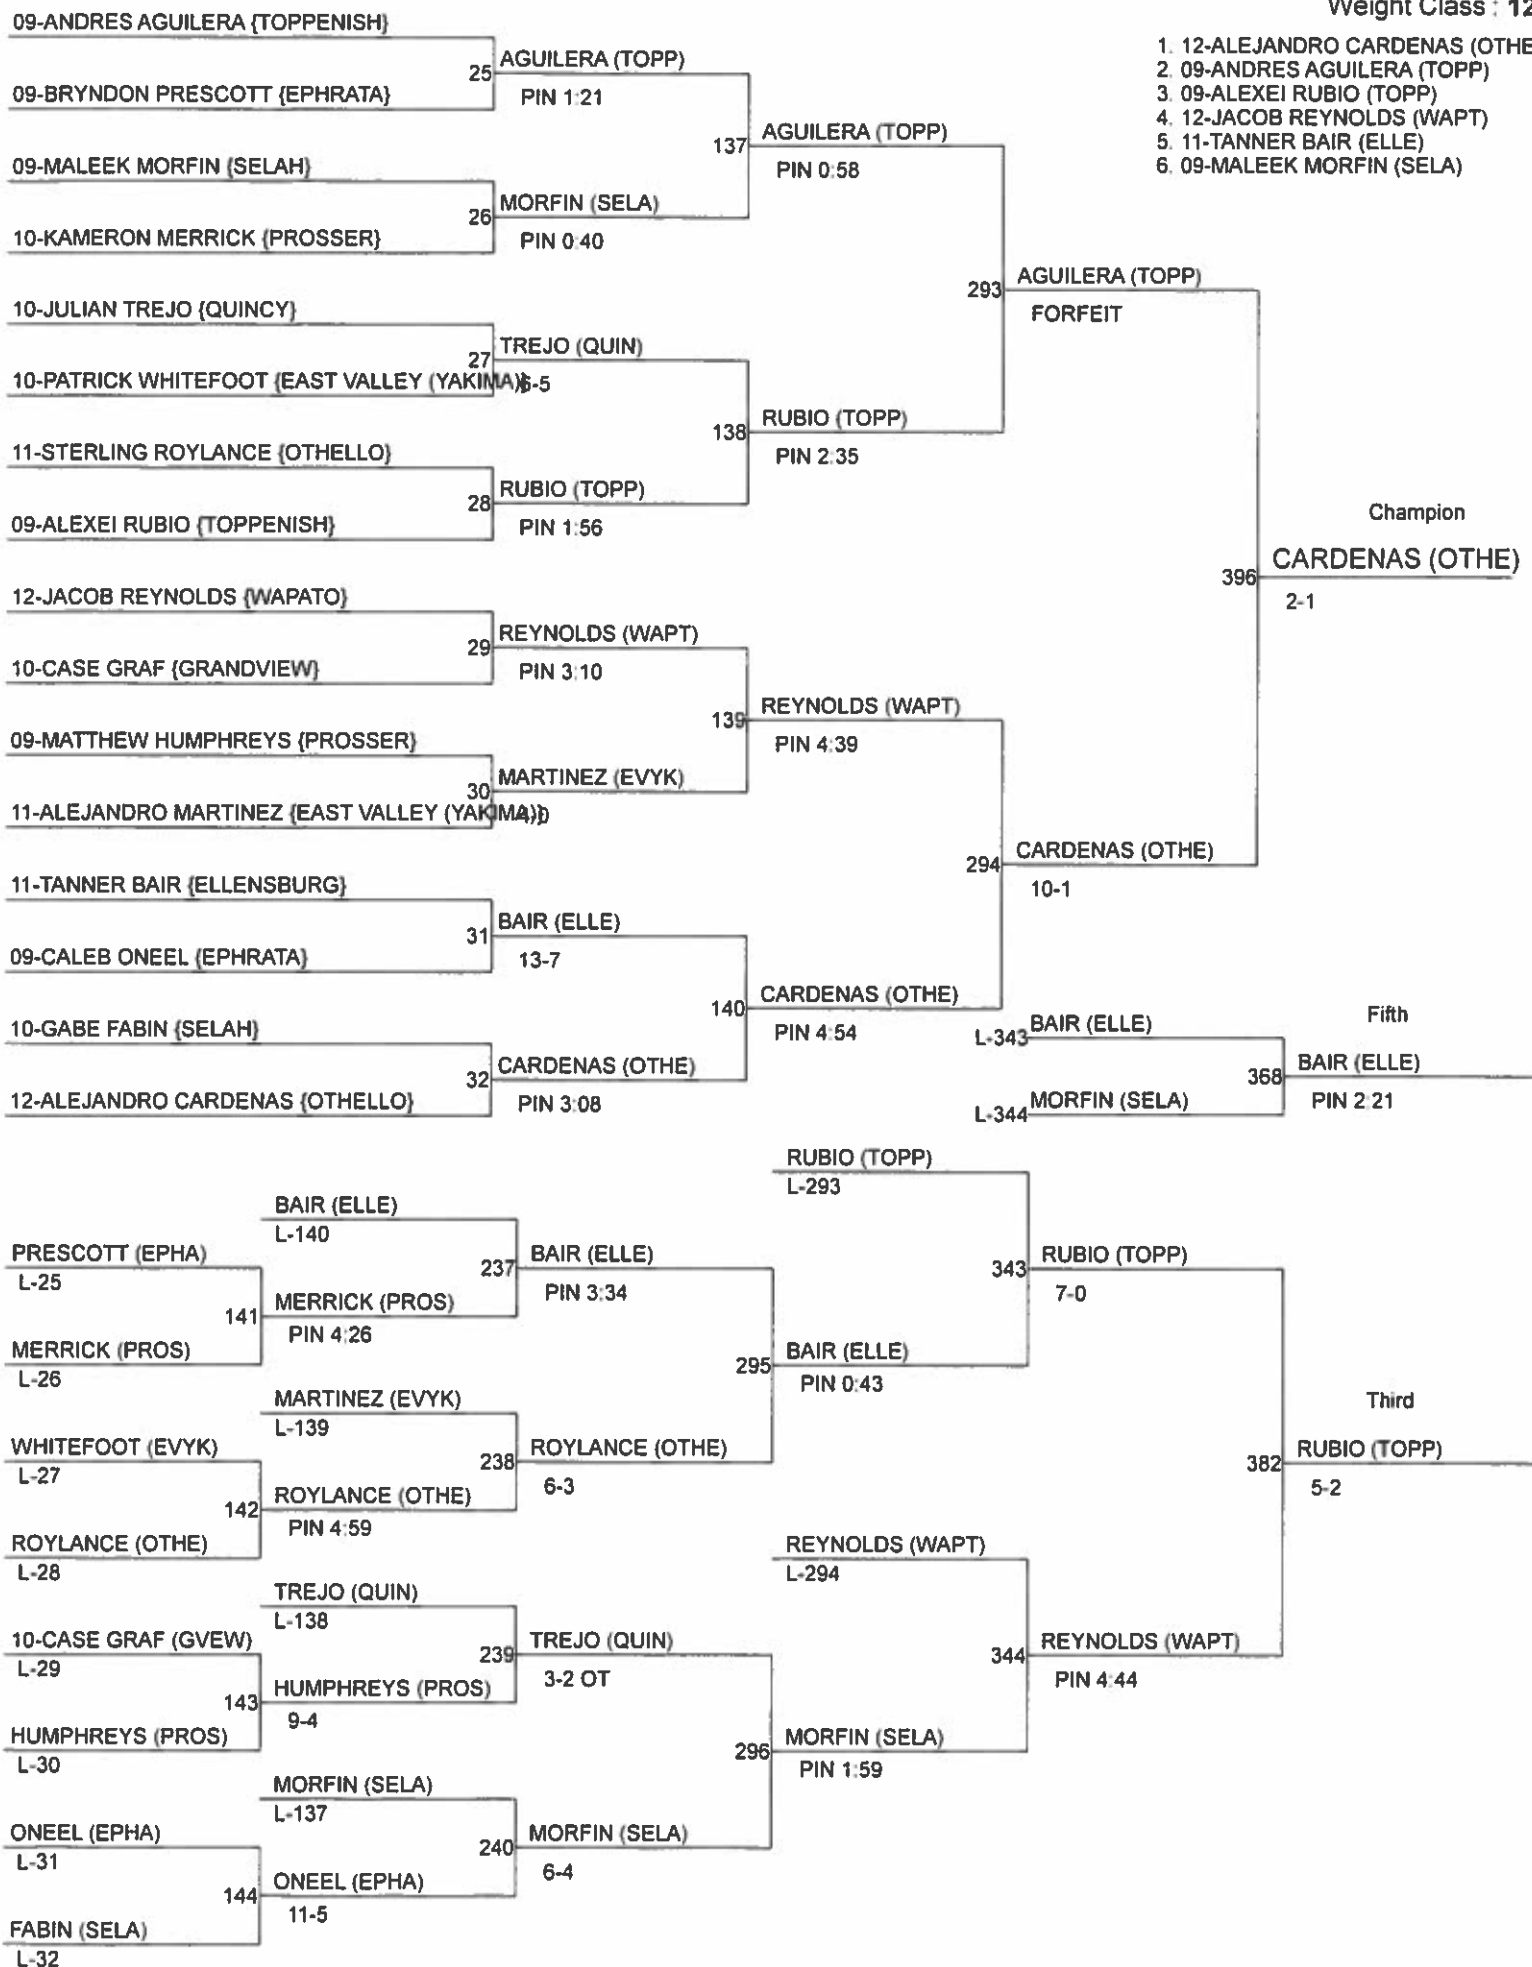 Weight Class : 12
1. 12-ALEJANDRO CARDENAS (OTHE
2. 09-ANDRES AGUILERA (TOPP)
3. 09-ALEXEI RUBIO (TOPP)
4. 12-JACOB REYNOLDS (WAPT)
5. 11-TANNER BAIR (ELLE)
6. 09-MALEEK MORFIN (SELA)
09-ANDRES AGUILERA {TOPPENISH}
25 AGUILERA (TOPP)
PIN 1:21
09-BRYNDON PRESCOTT {EPHRATA}
137 AGUILERA (TOPP)
PIN 0:58
09-MALEEK MORFIN {SELAH}
26 MORFIN (SELA)
PIN 0:40
10-KAMERON MERRICK {PROSSER}
293 AGUILERA (TOPP)
FORFEIT
10-JULIAN TREJO {QUINCY}
27 TREJO (QUIN)
10-PATRICK WHITEFOOT {EAST VALLEY (YAKIMA)}
6-5
138 RUBIO (TOPP)
PIN 2:35
11-STERLING ROYLANCE {OTHELLO}
28 RUBIO (TOPP)
PIN 1:56
09-ALEXEI RUBIO {TOPPENISH}
Champion
396 CARDENAS (OTHE)
2-1
12-JACOB REYNOLDS {WAPATO}
29 REYNOLDS (WAPT)
PIN 3:10
10-CASE GRAF {GRANDVIEW}
139 REYNOLDS (WAPT)
PIN 4:39
09-MATTHEW HUMPHREYS {PROSSER}
30 MARTINEZ (EVYK)
11-ALEJANDRO MARTINEZ {EAST VALLEY (YAKIMA)}
294 CARDENAS (OTHE)
10-1
11-TANNER BAIR {ELLENSBURG}
31 BAIR (ELLE)
13-7
09-CALEB ONEEL {EPHRATA}
140 CARDENAS (OTHE)
PIN 4:54
10-GABE FABIN {SELAH}
32 CARDENAS (OTHE)
PIN 3:08
12-ALEJANDRO CARDENAS {OTHELLO}
Fifth
L-343 BAIR (ELLE)
368 BAIR (ELLE)
PIN 2:21
L-344 MORFIN (SELA)
RUBIO (TOPP)
L-293
BAIR (ELLE)
L-140
PRESCOTT (EPHA)
L-25
237 BAIR (ELLE)
PIN 3:34
343 RUBIO (TOPP)
7-0
141 MERRICK (PROS)
PIN 4:26
MERRICK (PROS)
L-26
295 BAIR (ELLE)
PIN 0:43
MARTINEZ (EVYK)
L-139
Third
WHITEFOOT (EVYK)
L-27
238 ROYLANCE (OTHE)
6-3
382 RUBIO (TOPP)
5-2
142 ROYLANCE (OTHE)
PIN 4:59
ROYLANCE (OTHE)
L-28
REYNOLDS (WAPT)
L-294
TREJO (QUIN)
L-138
10-CASE GRAF (GVEW)
L-29
239 TREJO (QUIN)
3-2 OT
344 REYNOLDS (WAPT)
PIN 4:44
143 HUMPHREYS (PROS)
9-4
HUMPHREYS (PROS)
L-30
296 MORFIN (SELA)
PIN 1:59
MORFIN (SELA)
L-137
ONEEL (EPHA)
L-31
240 MORFIN (SELA)
6-4
144 ONEEL (EPHA)
11-5
FABIN (SELA)
L-32